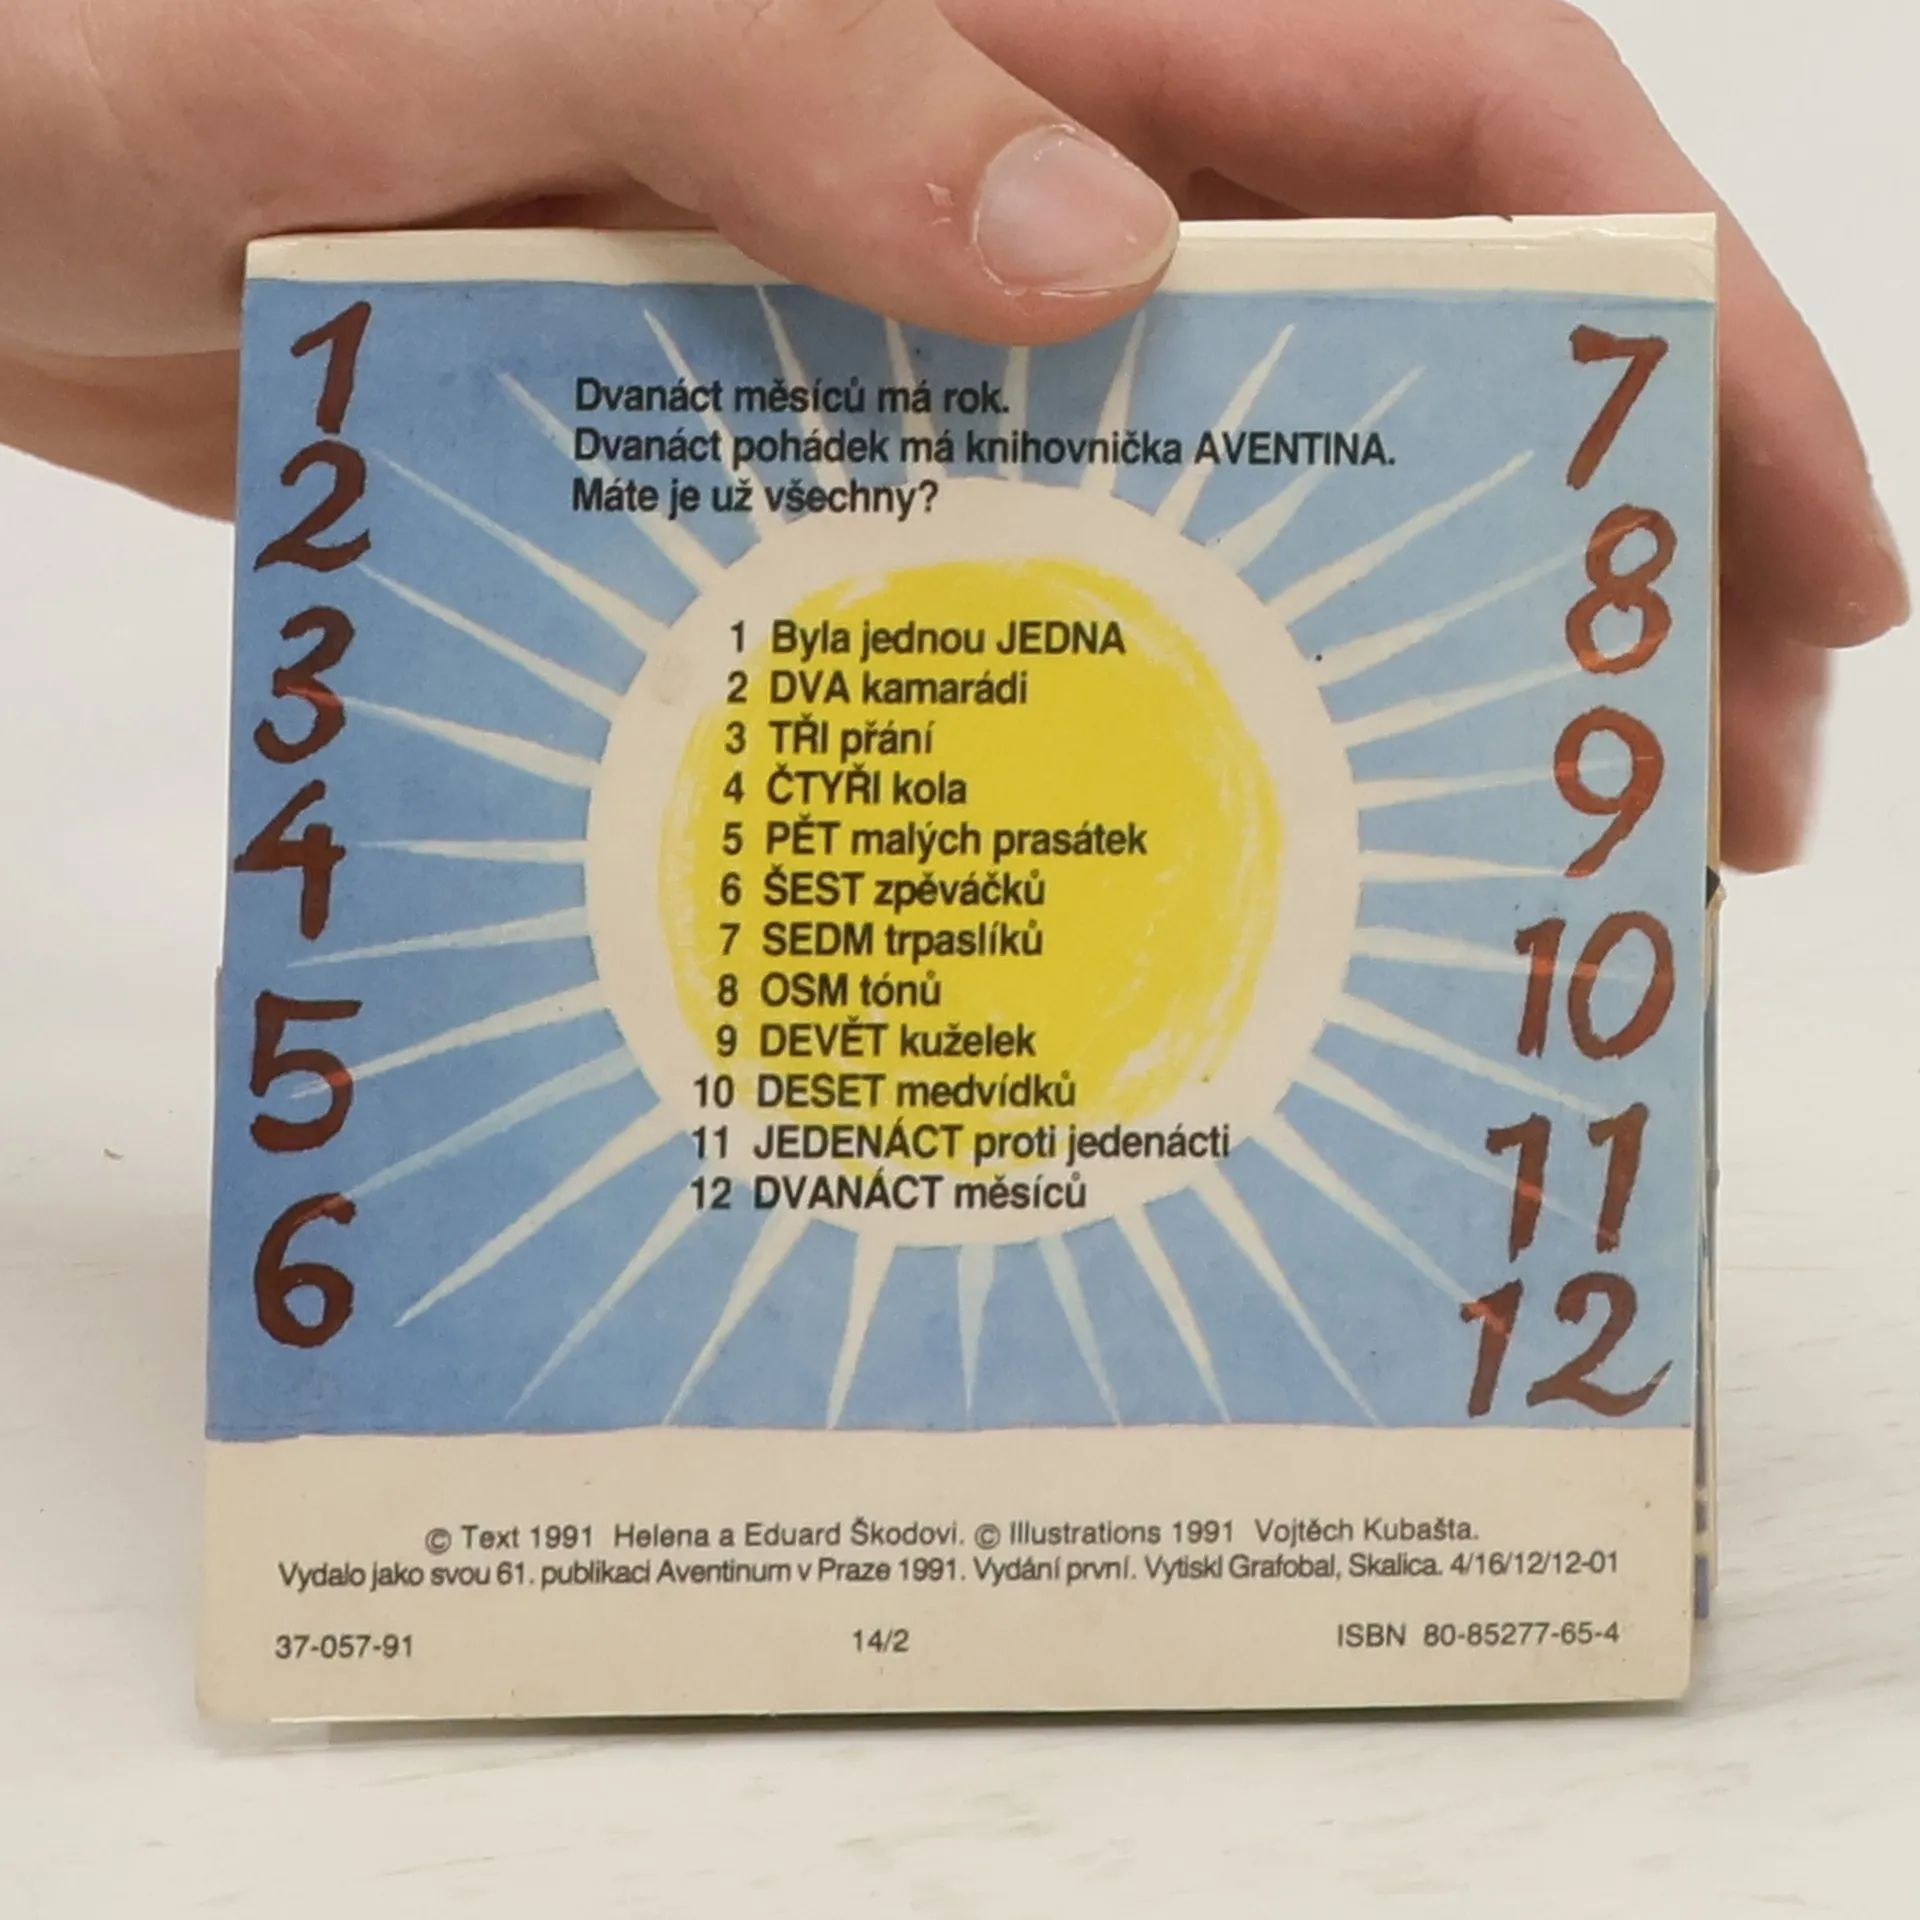 1
2
3
4
5
6
Dvanáct měsíců má rok.
Dvanáct pohádek má knihovnička AVENTINA.
Máte je už všechny?
1 Byla jednou JEDNA
2 DVA kamarádi
3 TŘI přání
4 ČTYŘI kola
5 PĚT malých prasátek
6 ŠEST zpěváčků
7 SEDM trpaslíků
8 OSM tónů
9 DEVĚT kuželek
10 DESET medvídků
11 JEDENÁCT proti jedenácti
12 DVANÁCT měsíců
7
8
9
10
11
12
© Text 1991 Helena a Eduard Škodovi. © Illustrations 1991 Vojtěch Kubašta.
Vydalo jako svou 61. publikaci Aventinum v Praze 1991. Vydání první. Vytiskl Grafobal, Skalica. 4/16/12/12-01
37-057-91 14/2 ISBN 80-85277-65-4